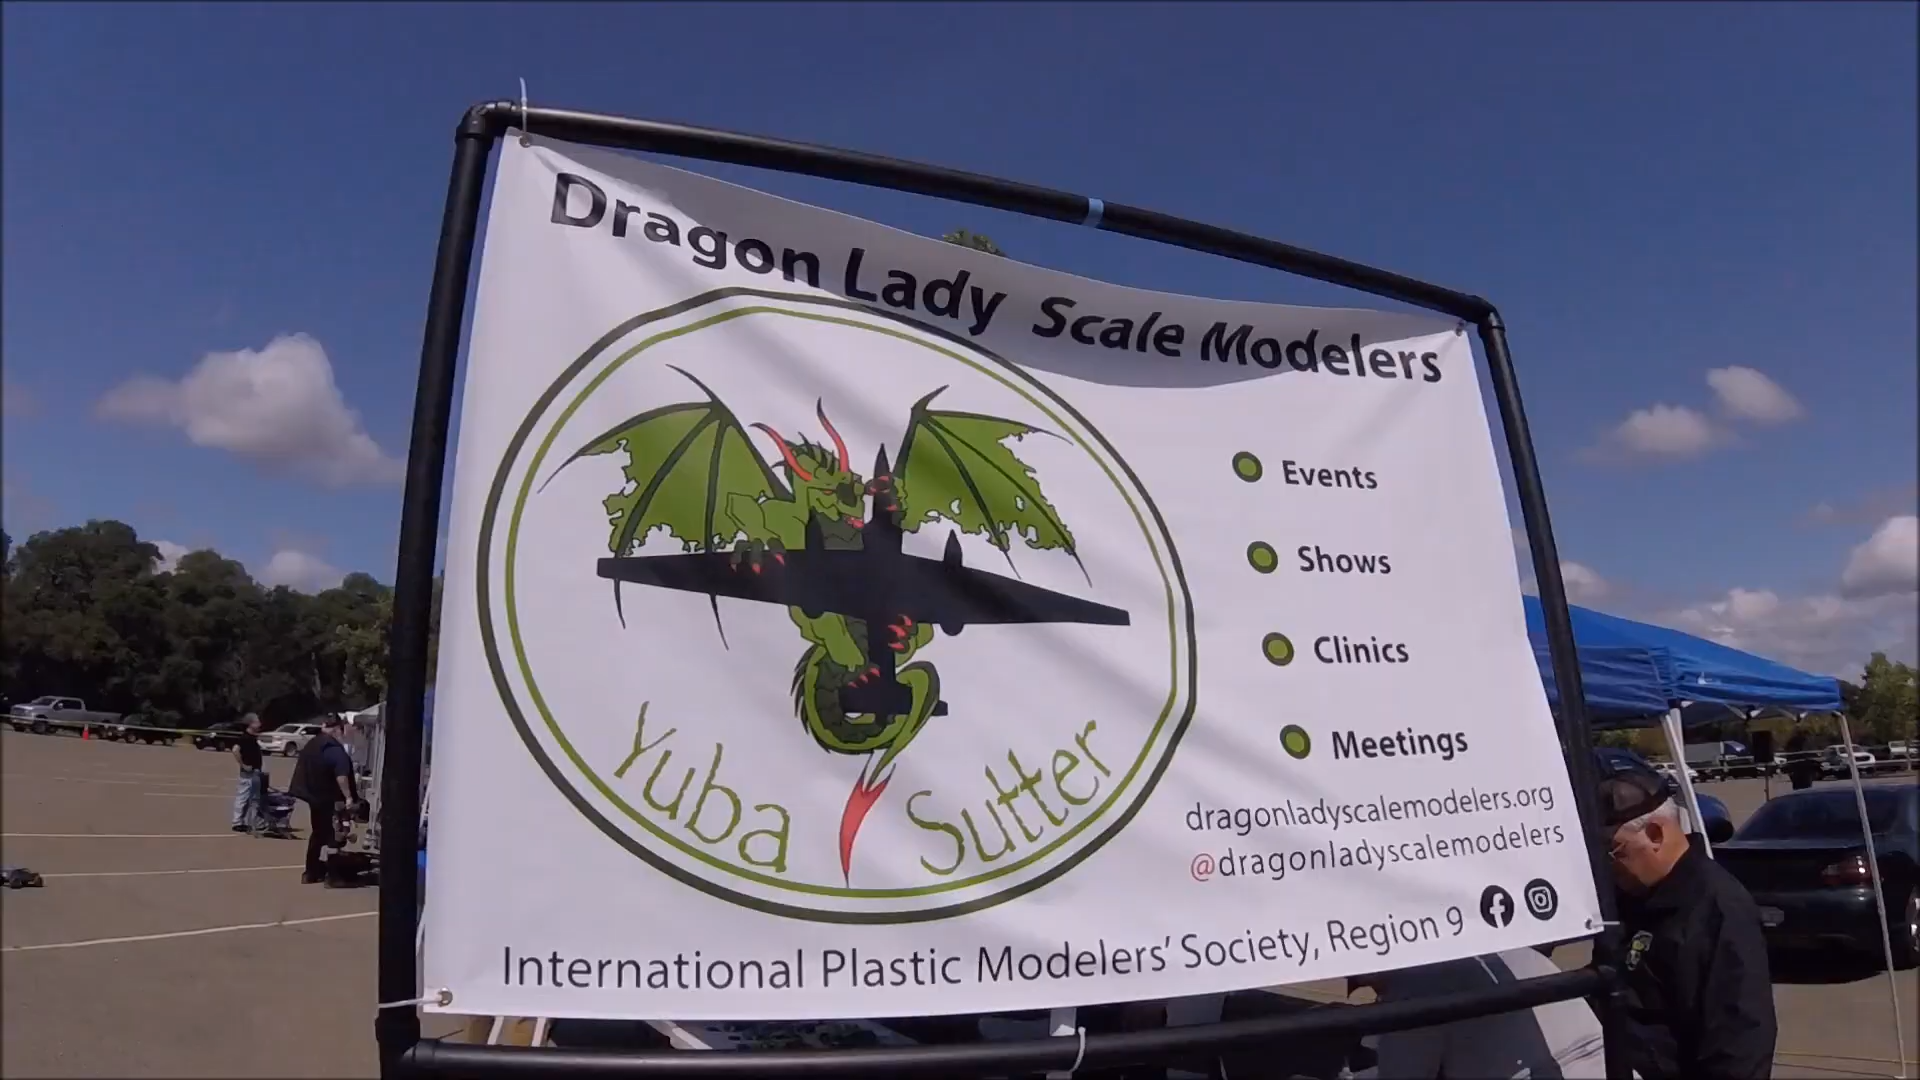 Dragon Lady Scale Modelers
Yuba Sutter
Events
Shows
Clinics
Meetings
dragonladyscalemodelers.org
@dragonladyscalemodelers
International Plastic Modelers' Society, Region 9